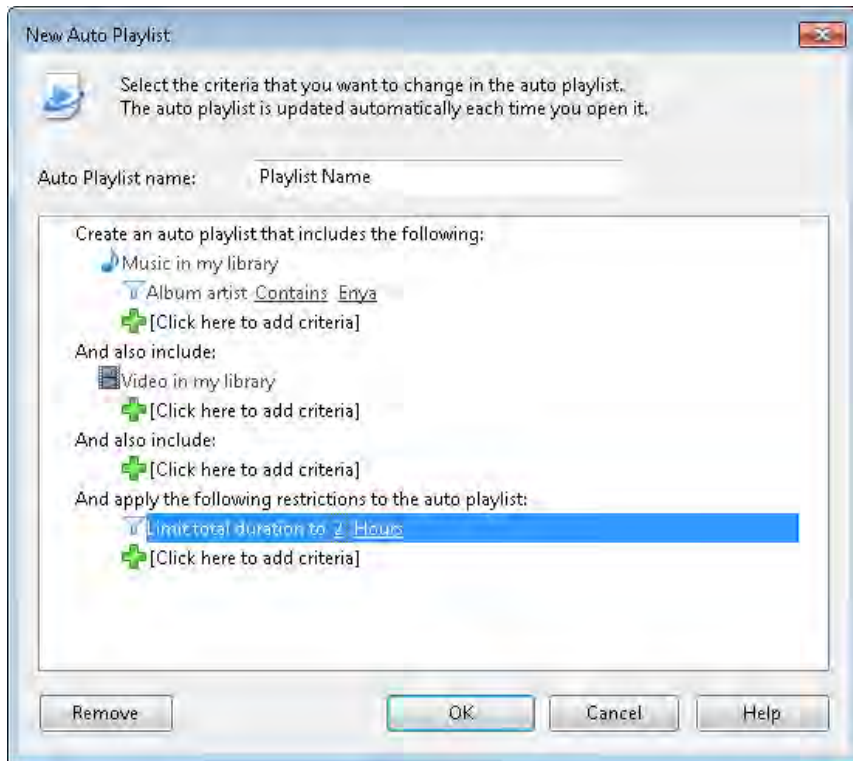 New Auto Playlist
Select the criteria that you want to change in the auto playlist.
The auto playlist is updated automatically each time you open it.
Auto Playlist name: Playlist Name
Create an auto playlist that includes the following:
Music in my library
Album artist Contains Enya
[Click here to add criteria]
And also include:
Video in my library
[Click here to add criteria]
And also include:
[Click here to add criteria]
And apply the following restrictions to the auto playlist:
Limit total duration to 2 Hours
[Click here to add criteria]
Remove OK Cancel Help